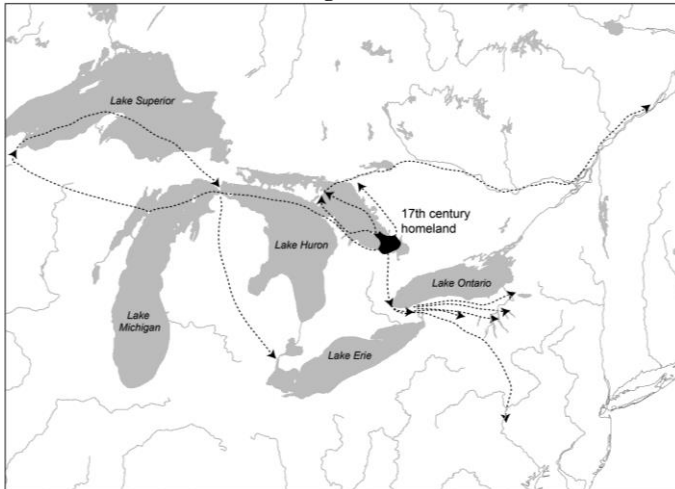 Lake Superior
17th century
homeland
Lake Huron
Lake Ontario
Lake
Michigan
Lake Erie